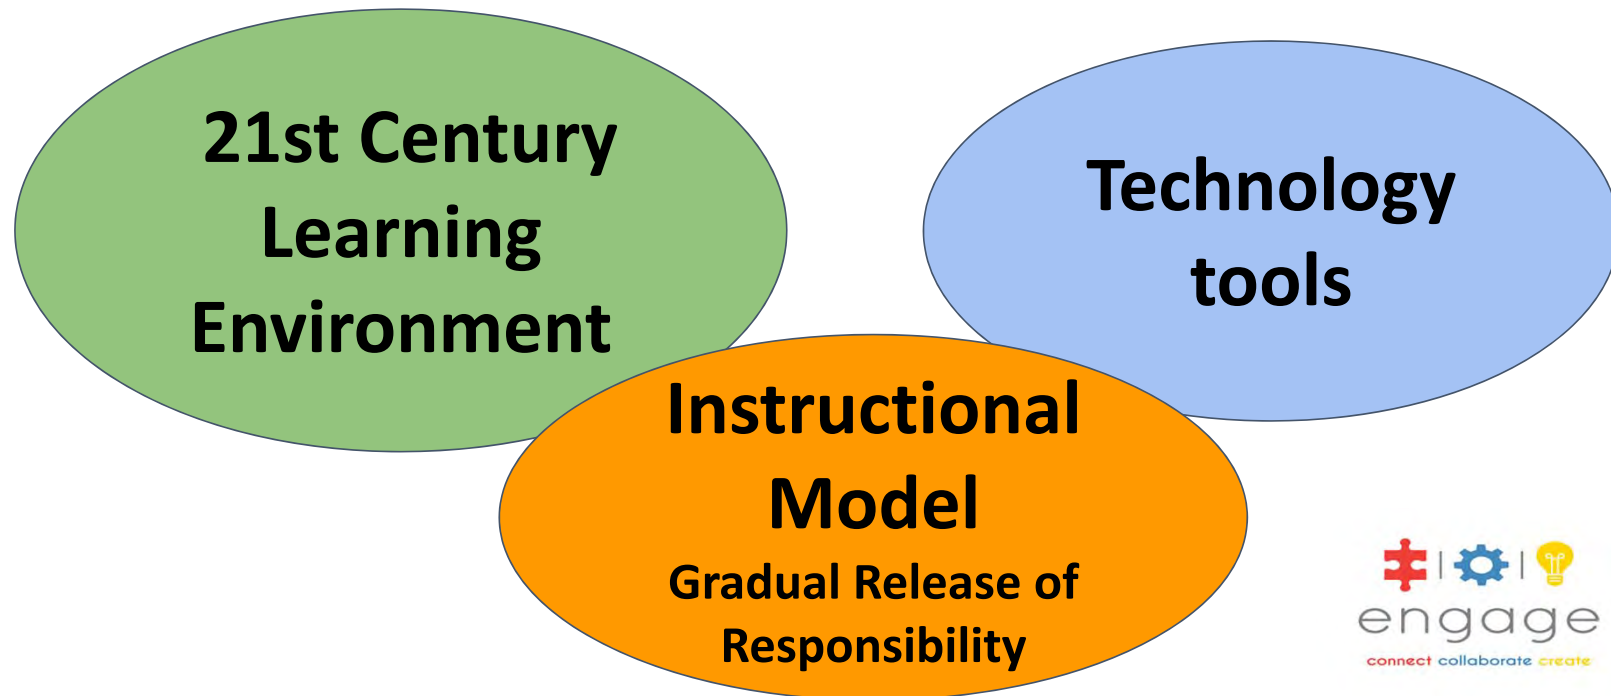 21st Century
Learning
Environment
Technology
tools
Instructional
Model
Gradual Release of
Responsibility
engage
connect collaborate create